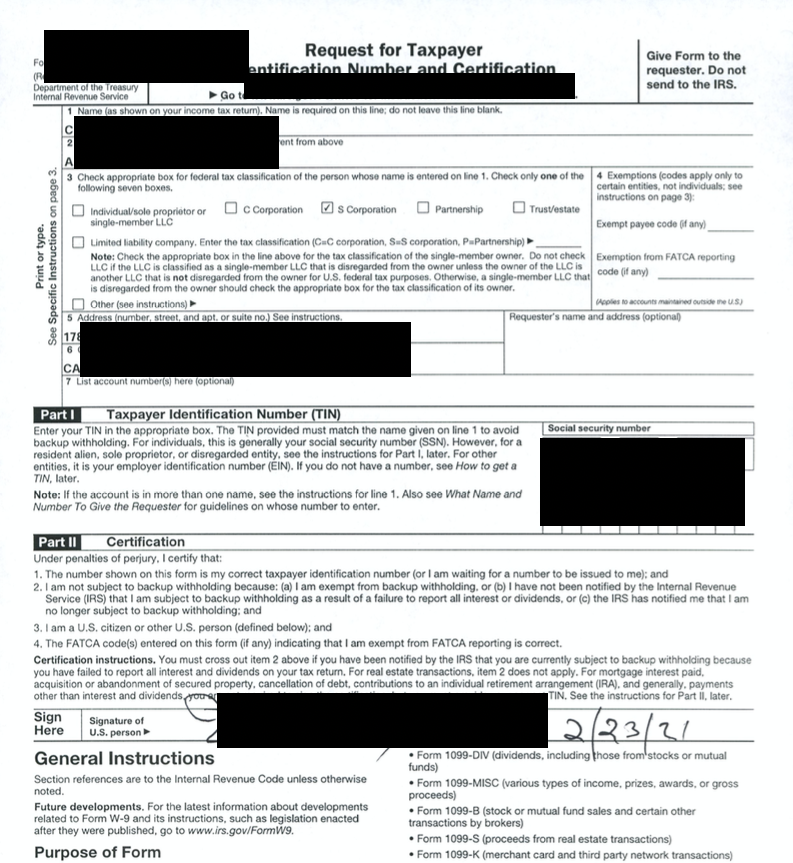 Request for Taxpayer
Identification Number and Certification
Give Form to the
requester. Do not
send to the IRS.
Department of the Treasury
Internal Revenue Service
▶ Go
1 Name (as shown on your income tax return). Name is required on this line; do not leave this line blank.
C
2
from above
A
Print or type.
See Specific Instructions on page 3.
3 Check appropriate box for federal tax classification of the person whose name is entered on line 1. Check only one of the
following seven boxes.
Individual/sole proprietor or
single-member LLC
C Corporation
✓ S Corporation
Partnership
Trust/estate
Limited liability company. Enter the tax classification (C=C corporation, S=S corporation, P=Partnership) ▶
Note: Check the appropriate box in the line above for the tax classification of the single-member owner. Do not check
LLC if the LLC is classified as a single-member LLC that is disregarded from the owner unless the owner of the LLC is
another LLC that is not disregarded from the owner for U.S. federal tax purposes. Otherwise, a single-member LLC that
is disregarded from the owner should check the appropriate box for the tax classification of its owner.
Other (see instructions) ▶
4 Exemptions (codes apply only to
certain entities, not individuals; see
instructions on page 3):
Exempt payee code (if any)
Exemption from FATCA reporting
code (if any)
(Applies to accounts maintained outside the U.S.)
5 Address (number, street, and apt. or suite no.) See instructions.
Requester's name and address (optional)
178
6
CA
7 List account number(s) here (optional)
Part I Taxpayer Identification Number (TIN)
Enter your TIN in the appropriate box. The TIN provided must match the name given on line 1 to avoid
backup withholding. For individuals, this is generally your social security number (SSN). However, for a
resident alien, sole proprietor, or disregarded entity, see the instructions for Part I, later. For other
entities, it is your employer identification number (EIN). If you do not have a number, see How to get a
TIN, later.
Note: If the account is in more than one name, see the instructions for line 1. Also see What Name and
Number To Give the Requester for guidelines on whose number to enter.
Social security number
Part II Certification
Under penalties of perjury, I certify that:
1. The number shown on this form is my correct taxpayer identification number (or I am waiting for a number to be issued to me); and
2. I am not subject to backup withholding because: (a) I am exempt from backup withholding, or (b) I have not been notified by the Internal Revenue
Service (IRS) that I am subject to backup withholding as a result of a failure to report all interest or dividends, or (c) the IRS has notified me that I am
no longer subject to backup withholding; and
3. I am a U.S. citizen or other U.S. person (defined below); and
4. The FATCA code(s) entered on this form (if any) indicating that I am exempt from FATCA reporting is correct.
Certification instructions. You must cross out item 2 above if you have been notified by the IRS that you are currently subject to backup withholding because
you have failed to report all interest and dividends on your tax return. For real estate transactions, item 2 does not apply. For mortgage interest paid,
acquisition or abandonment of secured property, cancellation of debt, contributions to an individual retirement arrangement (IRA), and generally, payments
other than interest and dividends, TIN. See the instructions for Part II, later.
Sign
Here
Signature of
U.S. person ▶
2/23/21
General Instructions
Section references are to the Internal Revenue Code unless otherwise
noted.
Future developments. For the latest information about developments
related to Form W-9 and its instructions, such as legislation enacted
after they were published, go to www.irs.gov/FormW9.
Purpose of Form
• Form 1099-DIV (dividends, including those from stocks or mutual
funds)
• Form 1099-MISC (various types of income, prizes, awards, or gross
proceeds)
• Form 1099-B (stock or mutual fund sales and certain other
transactions by brokers)
• Form 1099-S (proceeds from real estate transactions)
• Form 1099-K (merchant card and third party network transactions)